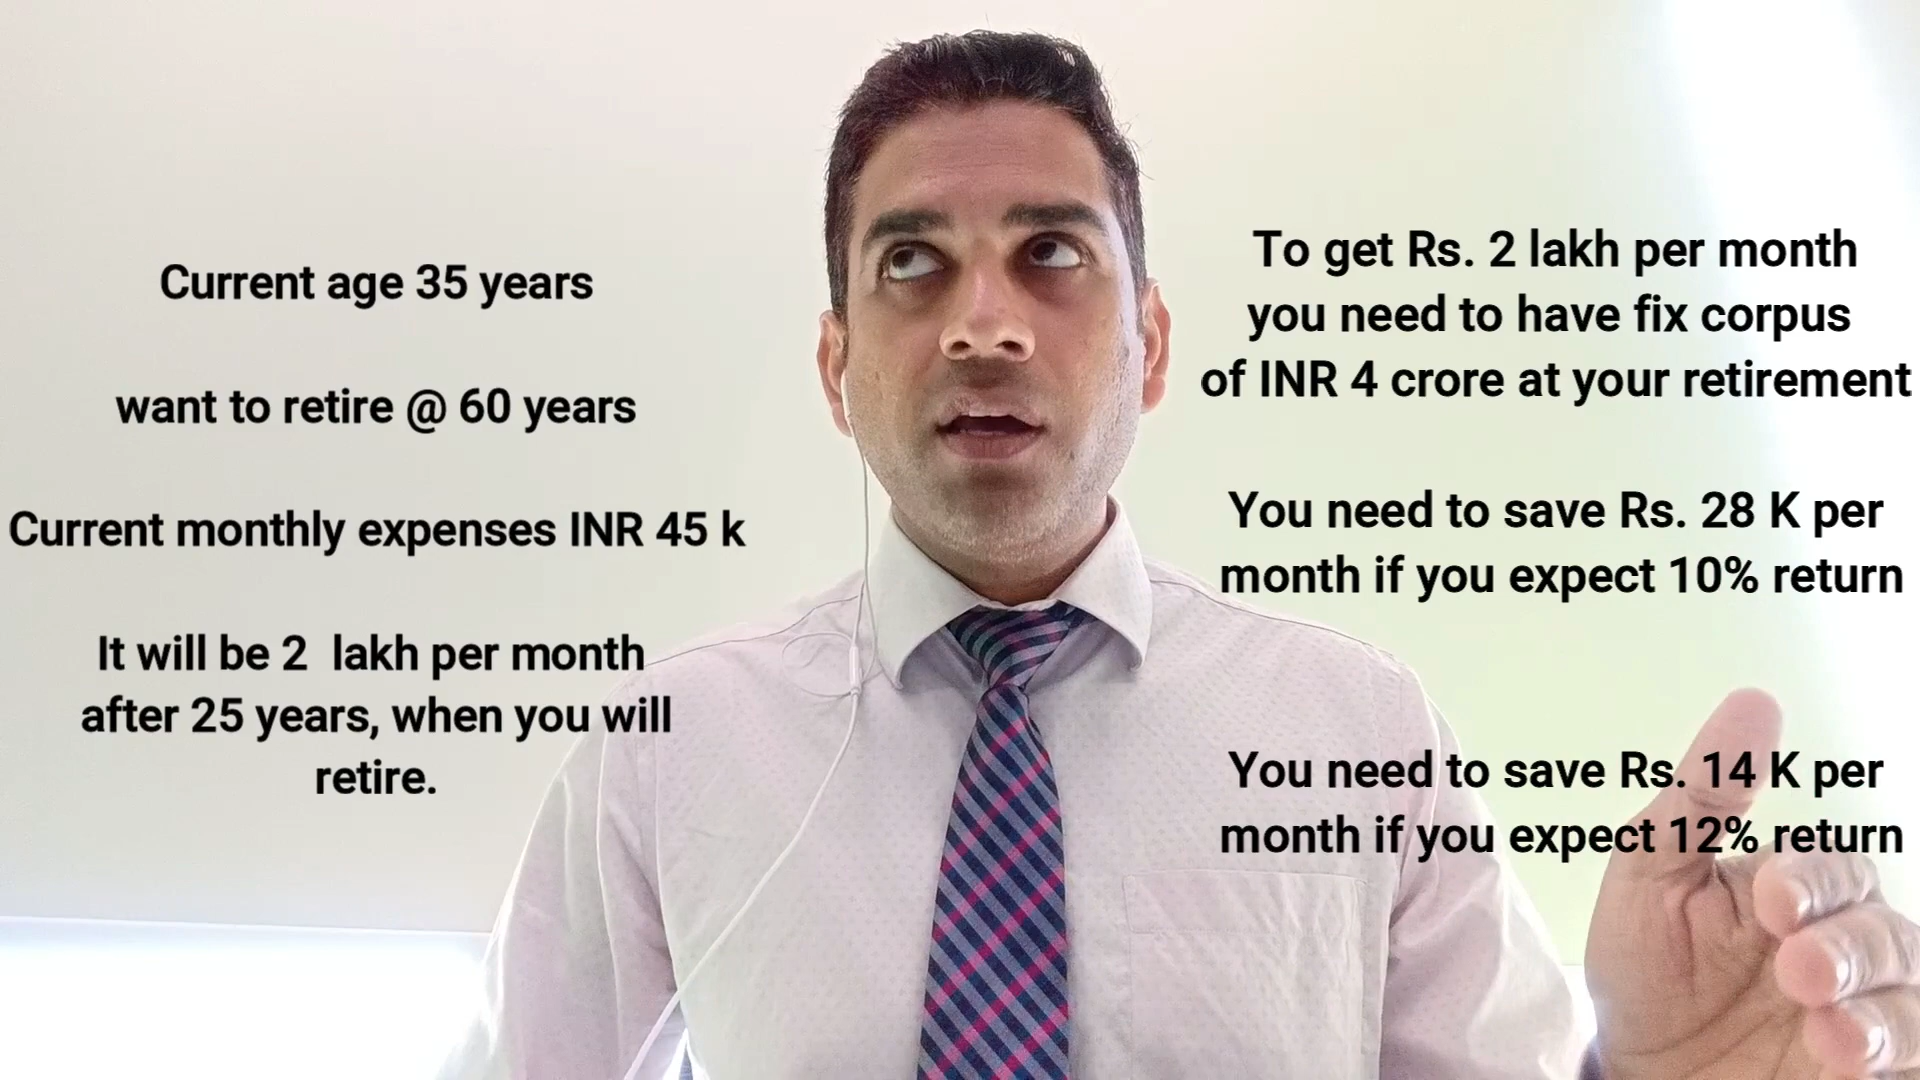 Current age 35 years
want to retire @ 60 years
Current monthly expenses INR 45 k
It will be 2  lakh per month
after 25 years, when you will
retire.
To get Rs. 2 lakh per month
you need to have fix corpus
of INR 4 crore at your retirement
You need to save Rs. 28 K per
month if you expect 10% return
You need to save Rs. 14 K per
month if you expect 12% return